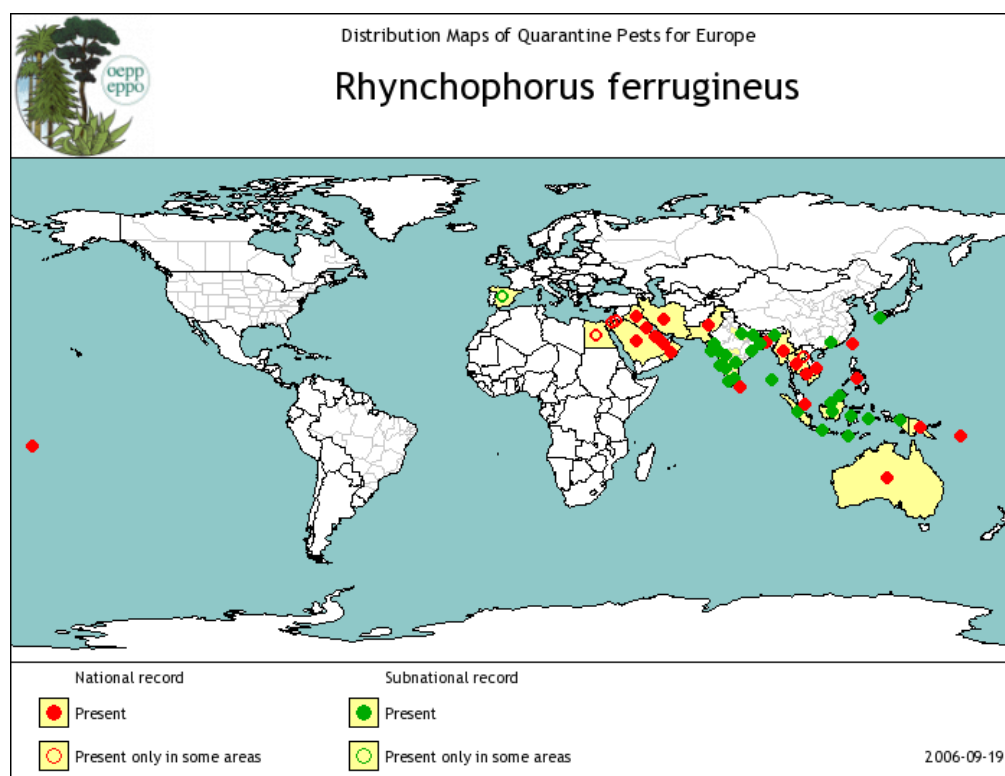 oepp
eppo
Distribution Maps of Quarantine Pests for Europe
Rhynchophorus ferrugineus
National record
Subnational record
Present
Present
Present only in some areas
Present only in some areas
2006-09-19